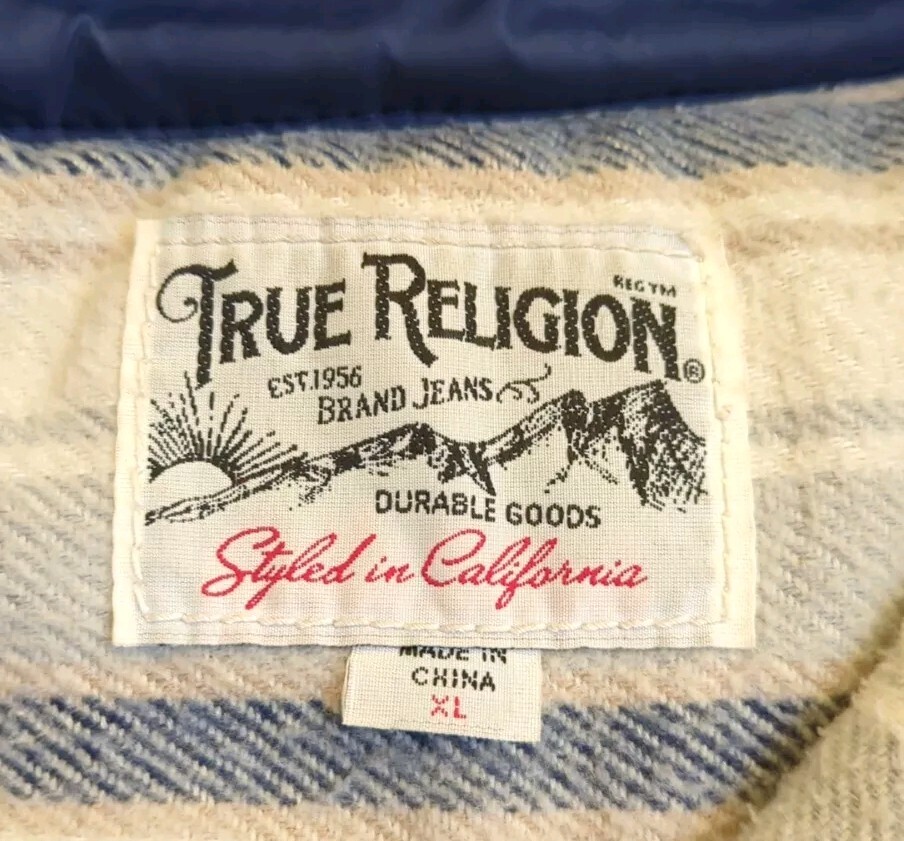 TRUE RELIGION®
REG TM
EST. 1956
BRAND JEANS
DURABLE GOODS
Styled in California
MADE IN
CHINA
XL